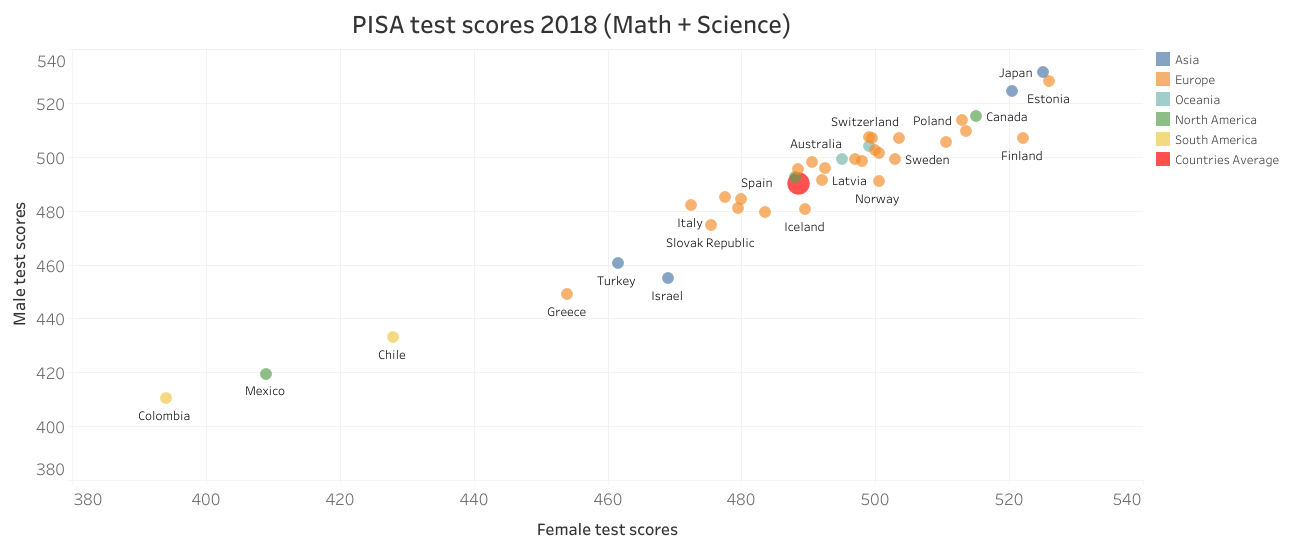 PISA test scores 2018 (Math + Science)
540
520
500
480
460
440
420
400
380
Male test scores
Japan
Estonia
Switzerland
Poland
Canada
Australia
Finland
Sweden
Spain
Latvia
Norway
Italy
Iceland
Slovak Republic
Turkey
Israel
Greece
Chile
Mexico
Colombia
380 400 420 440 460 480 500 520 540
Female test scores
Asia
Europe
Oceania
North America
South America
Countries Average